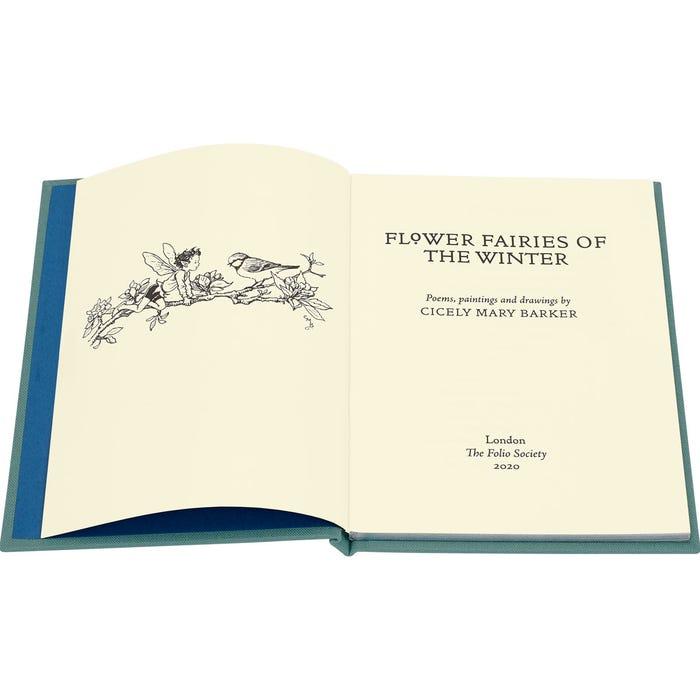 FLOWER FAIRIES OF
THE WINTER
Poems, paintings and drawings by
CICELY MARY BARKER
London
The Folio Society
2020